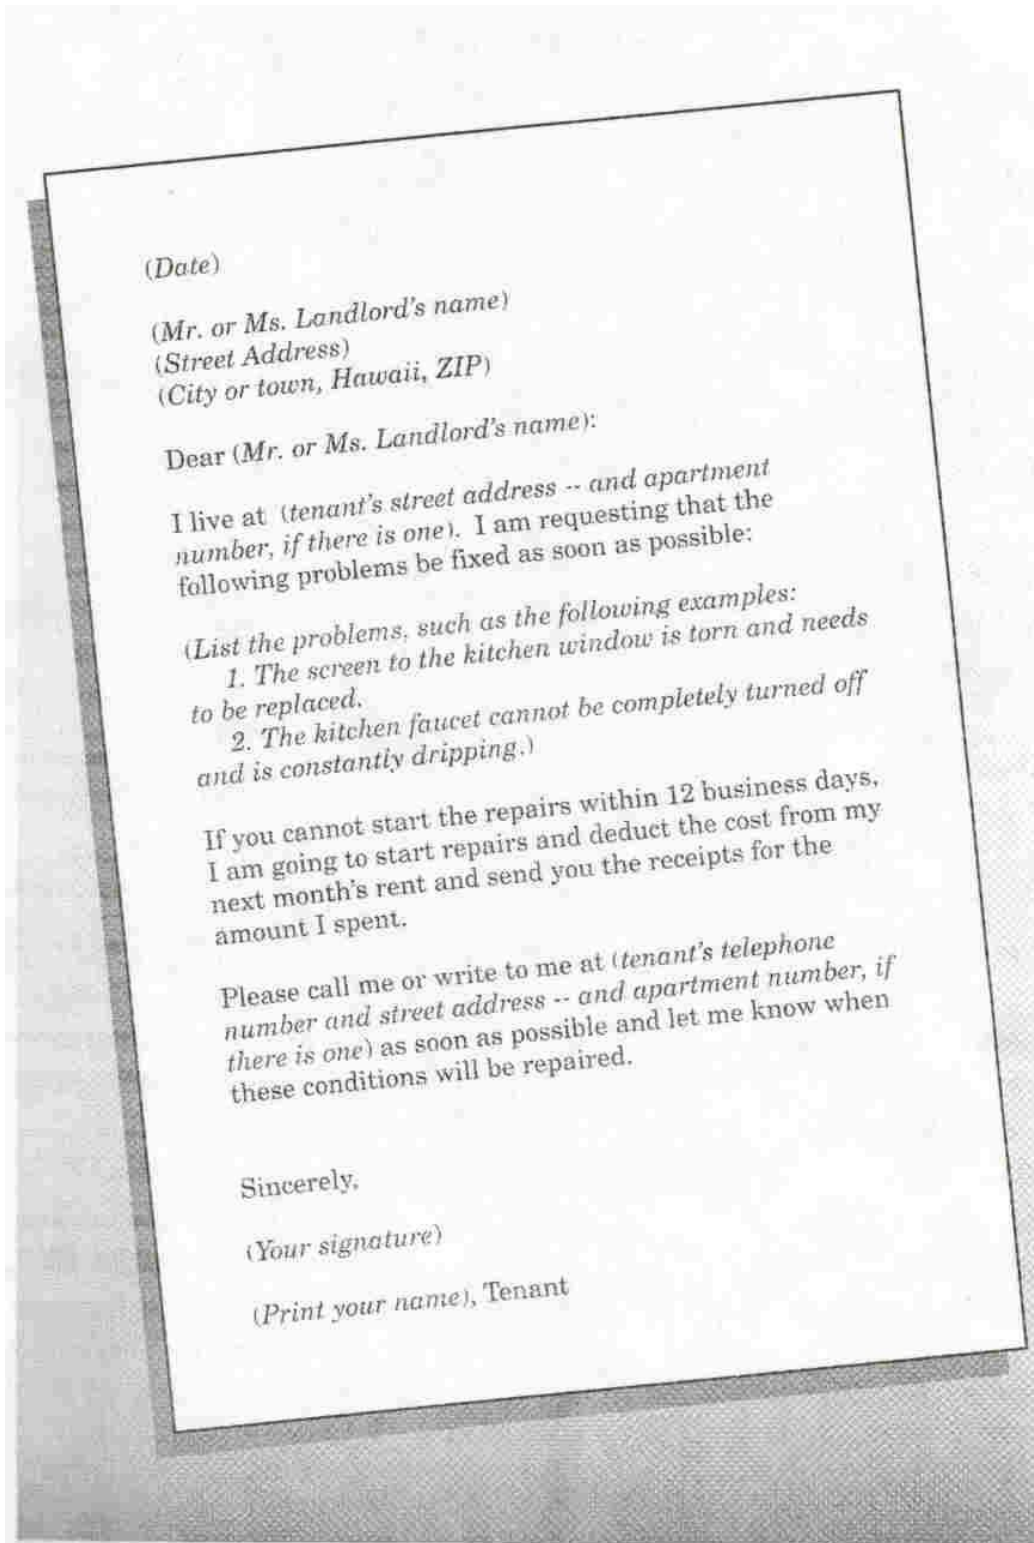 (Date)
(Mr. or Ms. Landlord's name)
(Street Address)
(City or town, Hawaii, ZIP)
Dear (Mr. or Ms. Landlord's name):
I live at (tenant's street address -- and apartment
number, if there is one). I am requesting that the
following problems be fixed as soon as possible:
(List the problems, such as the following examples:
1. The screen to the kitchen window is torn and needs
to be replaced.
2. The kitchen faucet cannot be completely turned off
and is constantly dripping.)
If you cannot start the repairs within 12 business days,
I am going to start repairs and deduct the cost from my
next month's rent and send you the receipts for the
amount I spent.
Please call me or write to me at (tenant's telephone
number and street address -- and apartment number, if
there is one) as soon as possible and let me know when
these conditions will be repaired.
Sincerely,
(Your signature)
(Print your name), Tenant